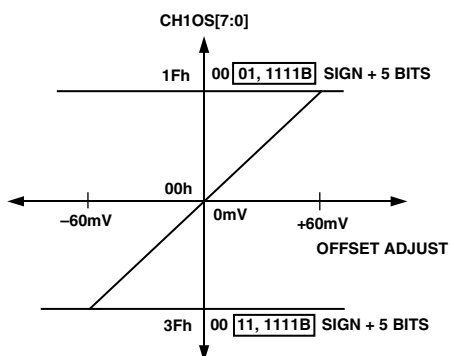 CH1OS[7:0]
1Fh 00 01, 1111B SIGN + 5 BITS
00h
–60mV 0mV +60mV
OFFSET ADJUST
3Fh 00 11, 1111B SIGN + 5 BITS